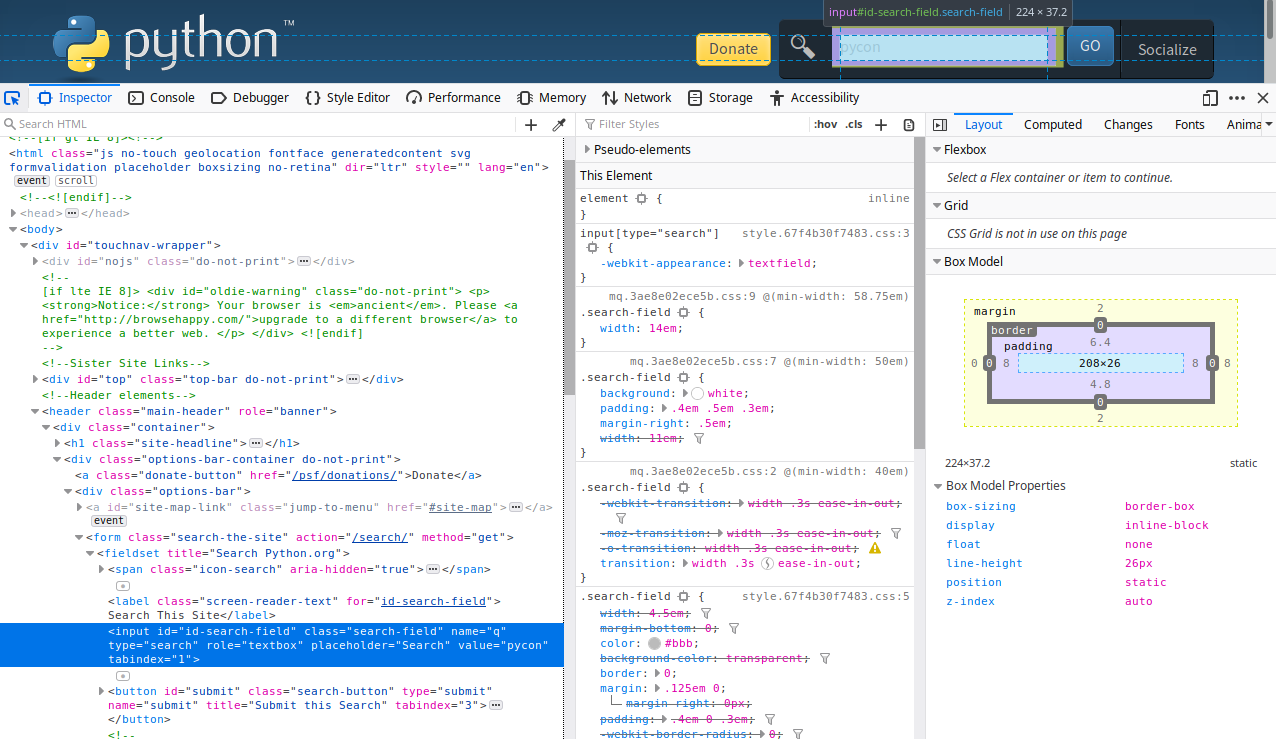 input#id-search-field.search-field | 224 × 37.2
python™
Donate
pycon
GO
Socialize
Inspector
Console
Debugger
Style Editor
Performance
Memory
Network
Storage
Accessibility
Search HTML
<!--[if gt IE 8]><!-->
<html class="js no-touch geolocation fontface generatedcontent svg
formvalidation placeholder boxsizing no-retina" dir="ltr" style="" lang="en">
event scroll
<!--<![endif]-->
<head> ••• </head>
<body>
<div id="touchnav-wrapper">
<div id="nojs" class="do-not-print"> ••• </div>
<!--
[if lte IE 8]> <div id="oldie-warning" class="do-not-print"> <p>
<strong>Notice:</strong> Your browser is <em>ancient</em>. Please <a
href="http://browsehappy.com/">upgrade to a different browser</a> to
experience a better web. </p> </div> <![endif]
-->
<!--Sister Site Links-->
<div id="top" class="top-bar do-not-print"> ••• </div>
<!--Header elements-->
<header class="main-header" role="banner">
<div class="container">
<h1 class="site-headline"> ••• </h1>
<div class="options-bar-container do-not-print">
<a class="donate-button" href="/psf/donations/">Donate</a>
<div class="options-bar">
<a id="site-map-link" class="jump-to-menu" href="#site-map"> ••• </a>
event
<form class="search-the-site" action="/search/" method="get">
<fieldset title="Search Python.org">
<span class="icon-search" aria-hidden="true"> ••• </span>
<label class="screen-reader-text" for="id-search-field">
Search This Site</label>
<input id="id-search-field" class="search-field" name="q"
type="search" role="textbox" placeholder="Search" value="pycon"
tabindex="1">
<button id="submit" class="search-button" type="submit"
name="submit" title="Submit this Search" tabindex="3"> •••
</button>
<!--
Filter Styles
:hov .cls
Pseudo-elements
This Element
element { inline
}
input[type="search"] style.67f4b30f7483.css:3
{
-webkit-appearance: textfield;
}
mq.3ae8e02ece5b.css:9 @(min-width: 58.75em)
.search-field {
width: 14em;
}
mq.3ae8e02ece5b.css:7 @(min-width: 50em)
.search-field {
background: white;
padding: .4em .5em .3em;
margin-right: .5em;
width: 11em;
}
mq.3ae8e02ece5b.css:2 @(min-width: 40em)
.search-field {
-webkit-transition: width .3s ease-in-out;
-moz-transition: width .3s ease-in-out;
-o-transition: width .3s ease-in-out;
transition: width .3s ease-in-out;
}
.search-field { style.67f4b30f7483.css:5
width: 4.5em;
margin-bottom: 0;
color: #bbb;
background-color: transparent;
border: 0;
margin: .125em 0;
margin-right: 0px;
padding: .4em 0 .3em;
-webkit-border-radius: 0;
Layout
Computed
Changes
Fonts
Anima
Flexbox
Select a Flex container or item to continue.
Grid
CSS Grid is not in use on this page
Box Model
margin 2
border 0
padding 6.4
0 0 8 208×26 8 0 8
4.8
0
2
224×37.2 static
Box Model Properties
box-sizing border-box
display inline-block
float none
line-height 26px
position static
z-index auto